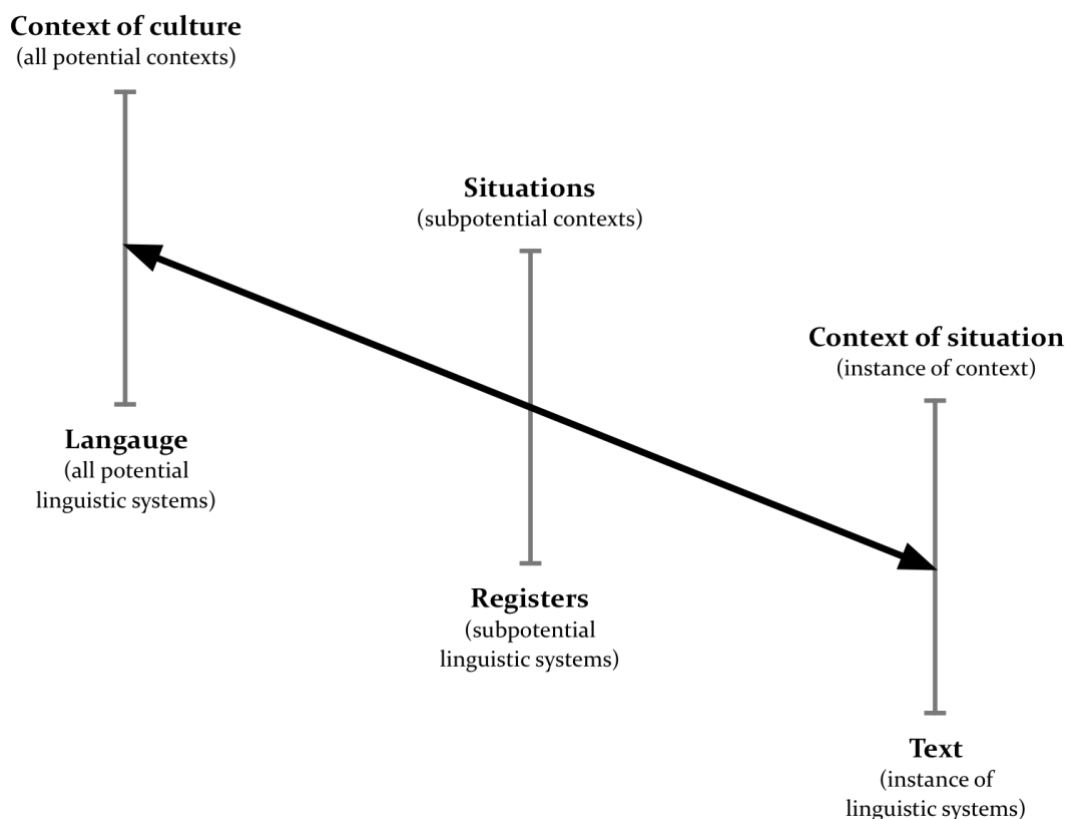 Context of culture
(all potential contexts)
Situations
(subpotential contexts)
Context of situation
(instance of context)
Langauge
(all potential
linguistic systems)
Registers
(subpotential
linguistic systems)
Text
(instance of
linguistic systems)